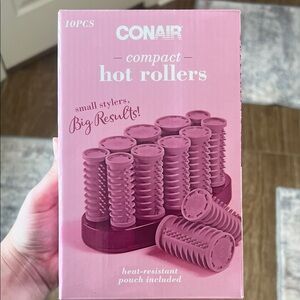 10PCS
CONAIR
compact
hot rollers
small stylers,
Big Results!
heat-resistant
pouch included